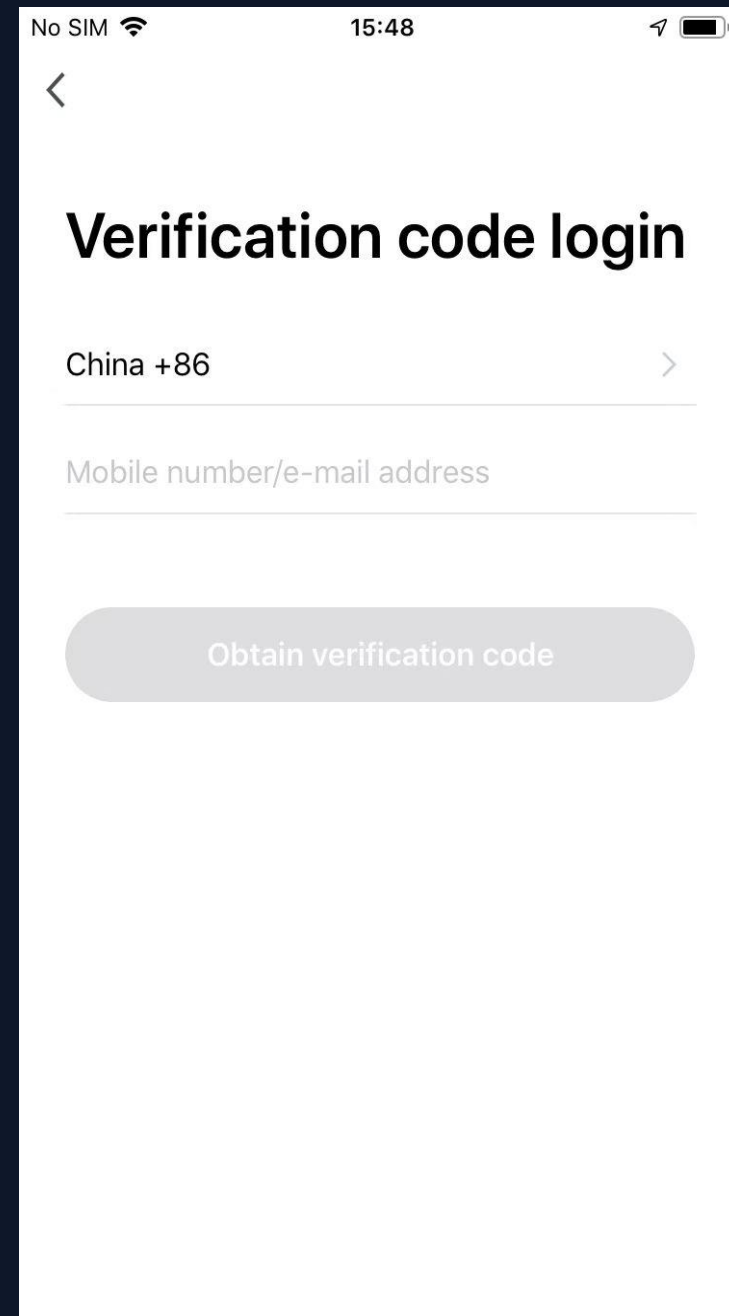 No SIM 15:48
Verification code login
China +86
Mobile number/e-mail address
Obtain verification code